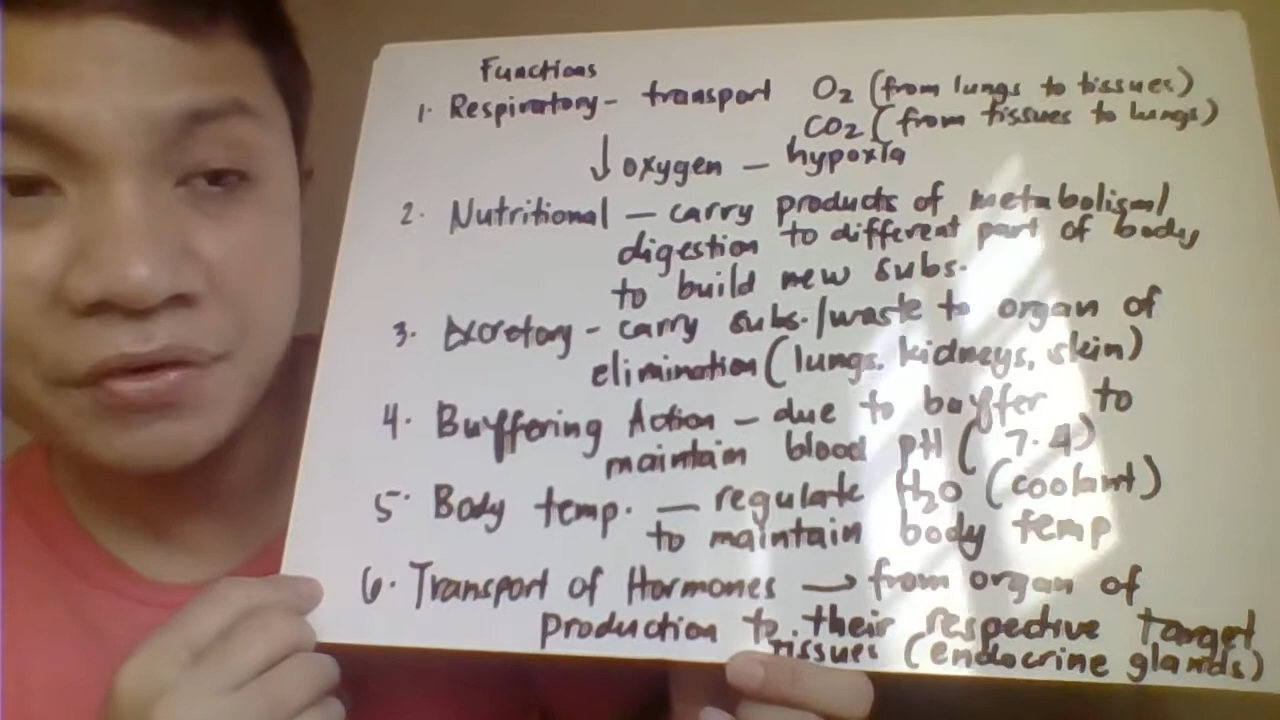 Functions
1. Respiratory - transport O2 (from lungs to tissues)
CO2 (from tissues to lungs)
↓ oxygen - hypoxia
2. Nutritional - carry products of metabolism/
digestion to different part of body
to build new subs.
3. Excretory - carry subs./waste to organ of
elimination (lungs, kidneys, skin)
4. Buffering Action - due to buffer to
maintain blood pH (7.4)
5. Body temp. - regulate H2O (coolant)
to maintain body temp
6. Transport of Hormones → from organ of
production to their respective target
tissues (endocrine glands)